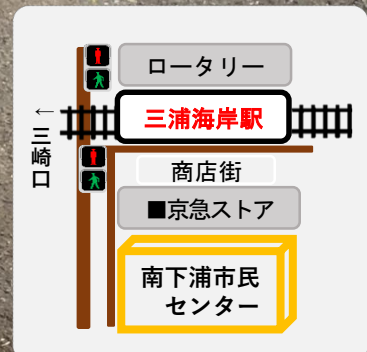 ロータリー
←三崎口
三浦海岸駅
商店街
■京急ストア
南下浦市民
センター